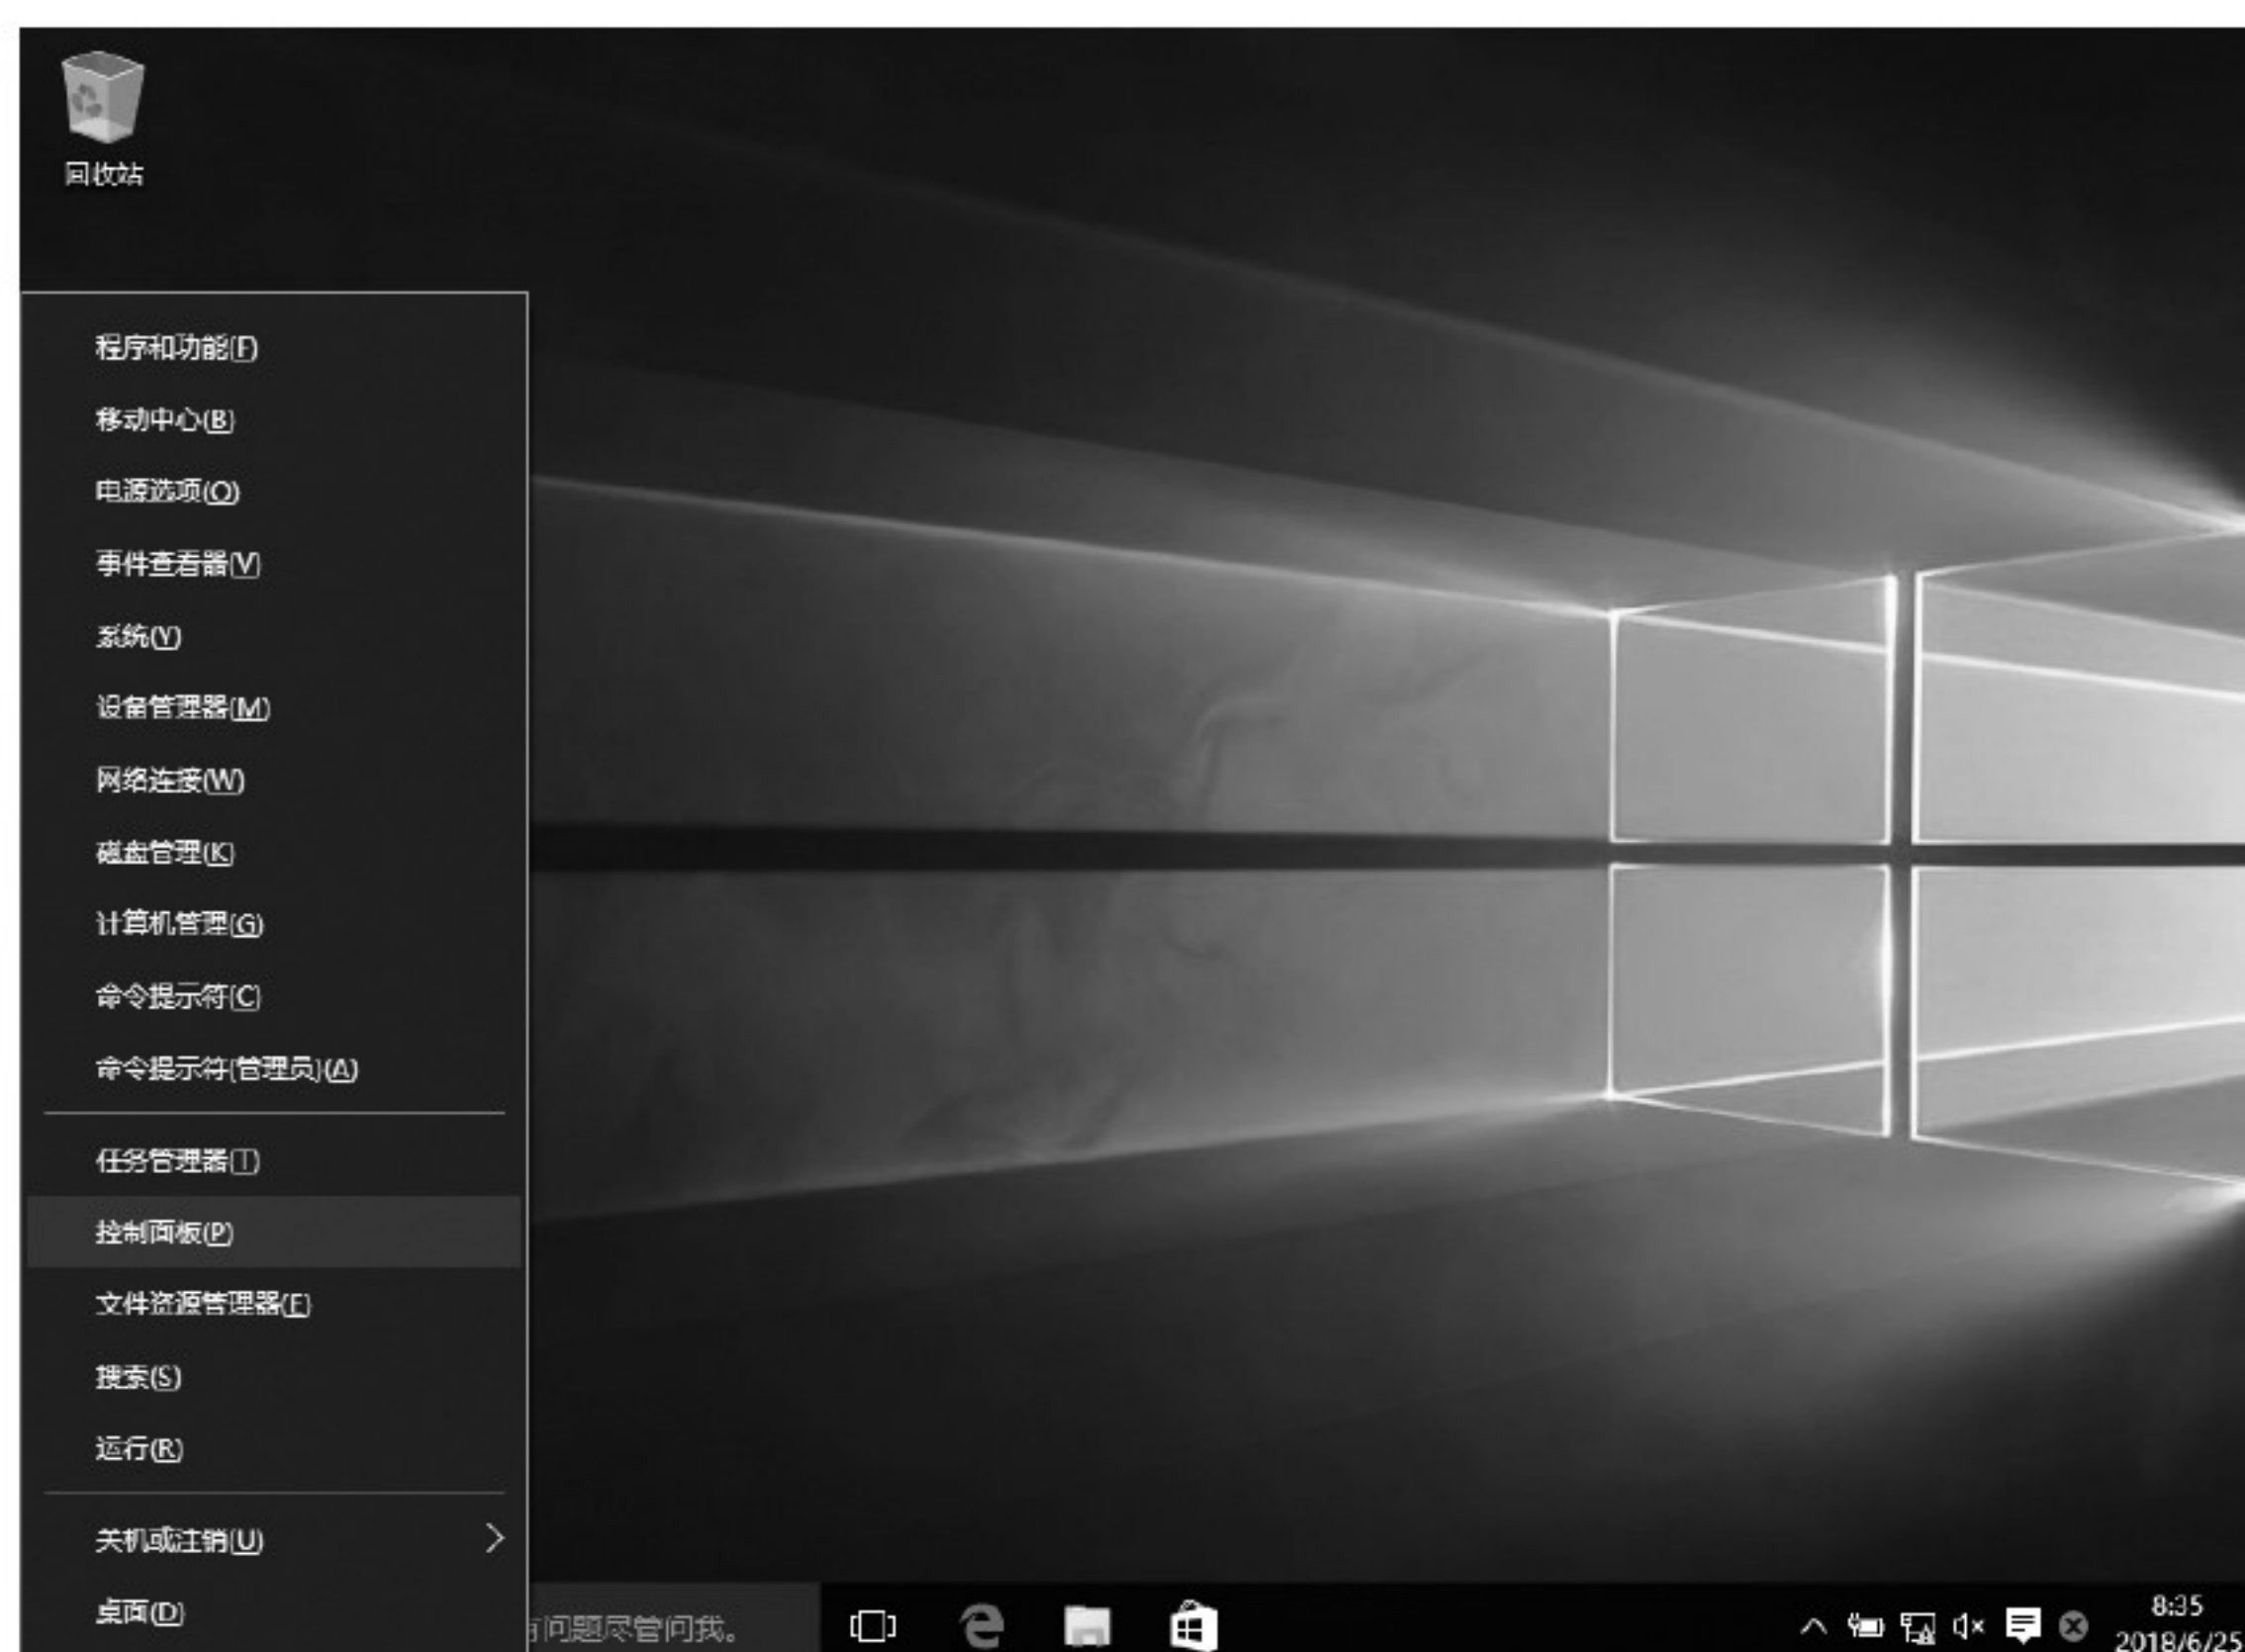 回收站
程序和功能(F)
移动中心(B)
电源选项(O)
事件查看器(V)
系统(Y)
设备管理器(M)
网络连接(W)
磁盘管理(K)
计算机管理(G)
命令提示符(C)
命令提示符(管理员)(A)
任务管理器(T)
控制面板(P)
文件资源管理器(E)
搜索(S)
运行(R)
关机或注销(U)
桌面(D)
问题尽管问我。
8:35
2018/6/25